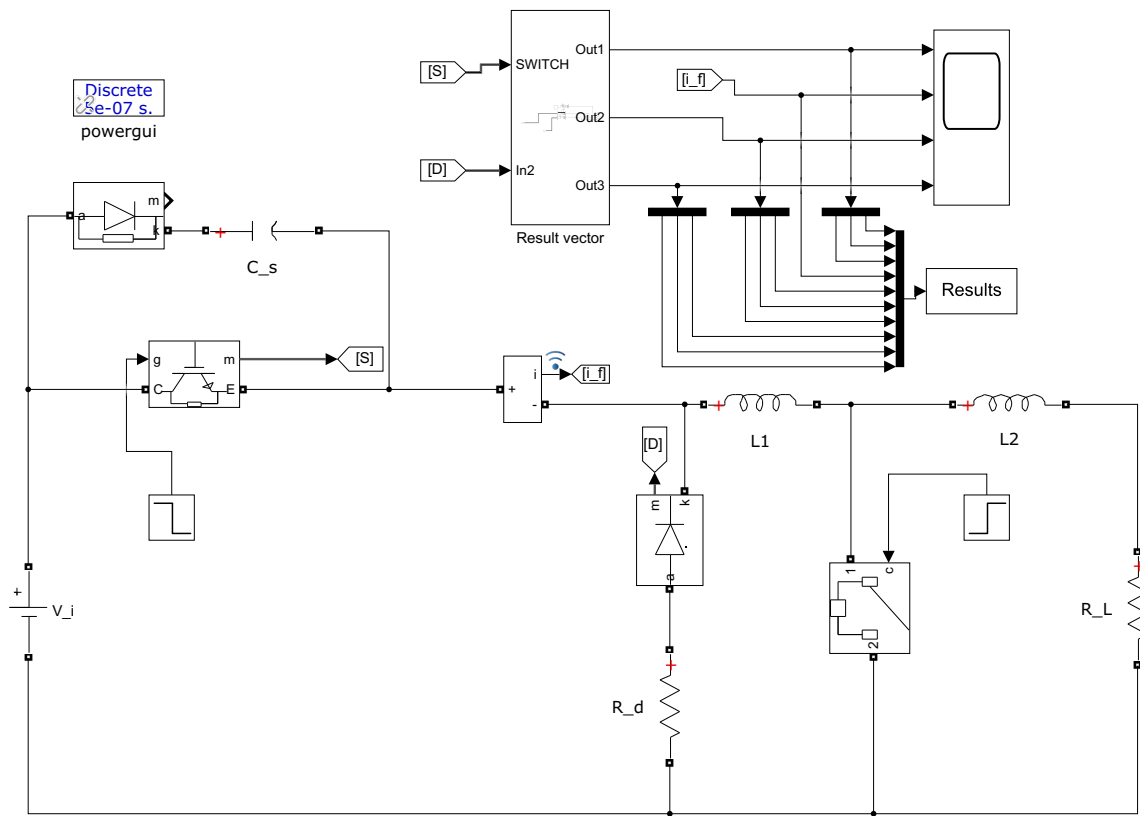 Discrete
5e-07 s.
powergui
[S]
SWITCH
Out1
[i_f]
Out2
[D]
In2
Out3
Result vector
m
a
k
+
C_s
Results
g
m
[S]
C
E
i
[i_f]
+
-
+
L1
+
L2
[D]
m
k
a
1
c
2
+
V_i
+
R_L
+
R_d